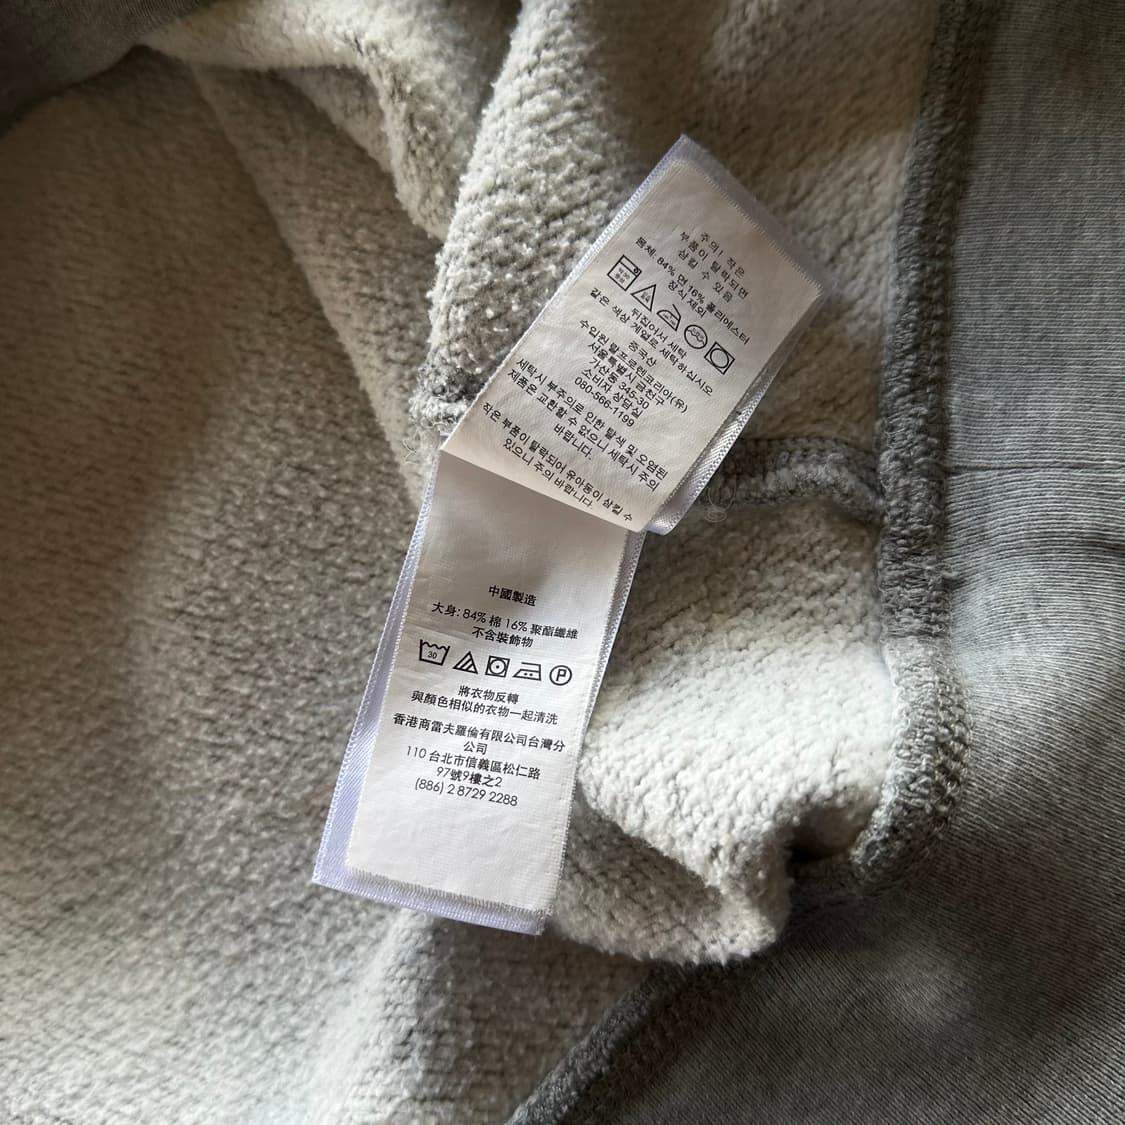 주의! 작은
부품이 탈락되면
삼킬 수 있음
몸체: 84% 면 16% 폴리에스터
장식 제외
뒤집어서 세탁
같은 색상 계열로 세탁하십시오
중국산
수입원 랄프로렌코리아(유)
서울특별시 금천구
가산동 345-30
소비자 상담실
080-566-1199
세탁시 부주의로 인한 탈색 및 오염된
제품은 교환할 수 없으니 세탁시 주의
바랍니다.
작은 부품이 탈락되어 유아동이 삼킬 수
있으니 주의 바랍니다.
中國製造
大身: 84% 棉 16% 聚酯纖維
不含裝飾物
30
P
將衣物反轉
與顏色相似的衣物一起清洗
香港商雷夫羅倫有限公司台灣分
公司
110 台北市信義區松仁路
97號9樓之2
(886) 2 8729 2288